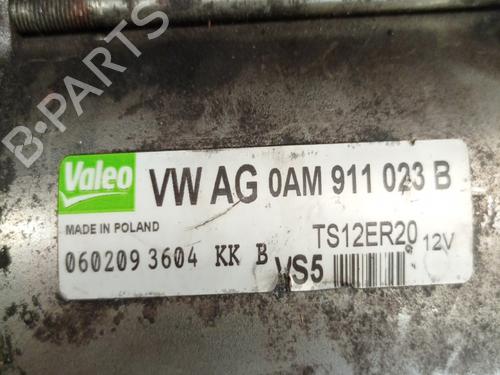 B-PARTS
Valeo
VW AG 0AM 911 023 B
MADE IN POLAND
TS12ER20 12V
060209 3604 KK B
VS5